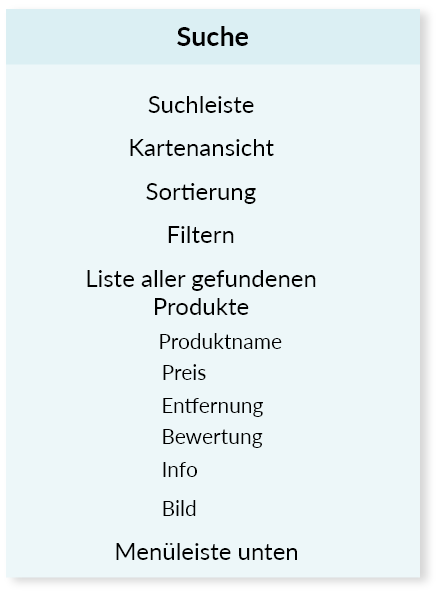 Suche
Suchleiste
Kartenansicht
Sortierung
Filtern
Liste aller gefundenen
Produkte
Produktname
Preis
Entfernung
Bewertung
Info
Bild
Menüleiste unten